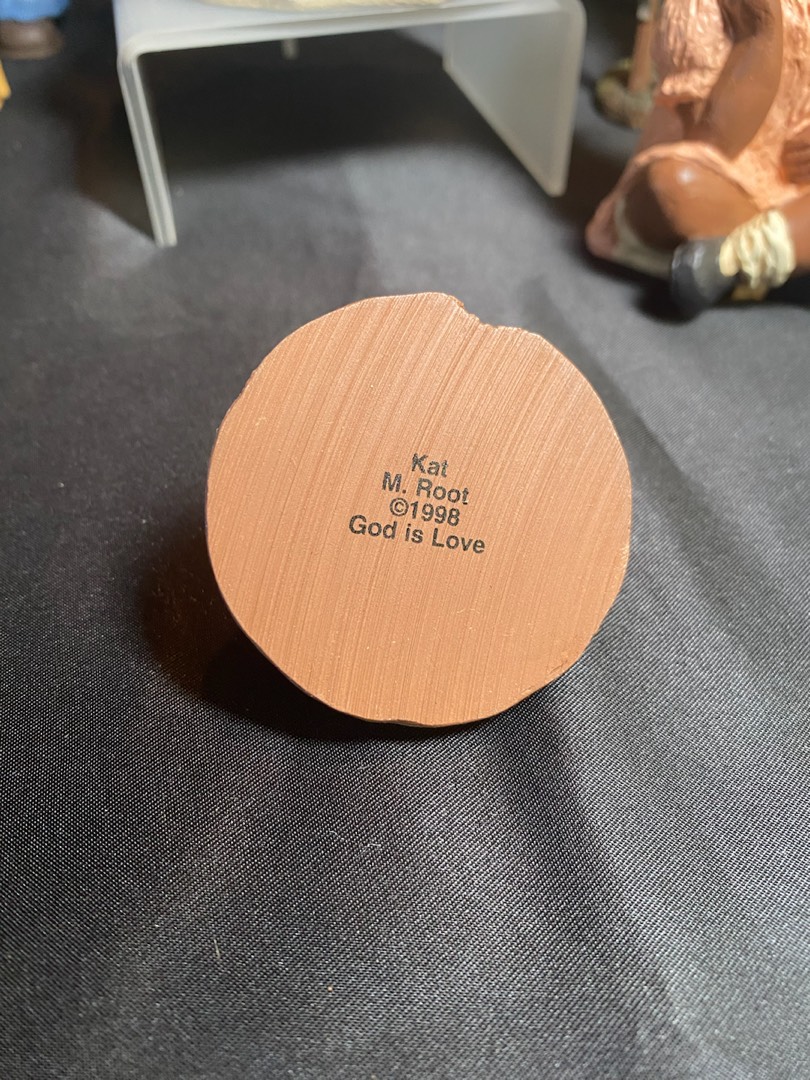 Kat
M. Root
©1998
God is Love